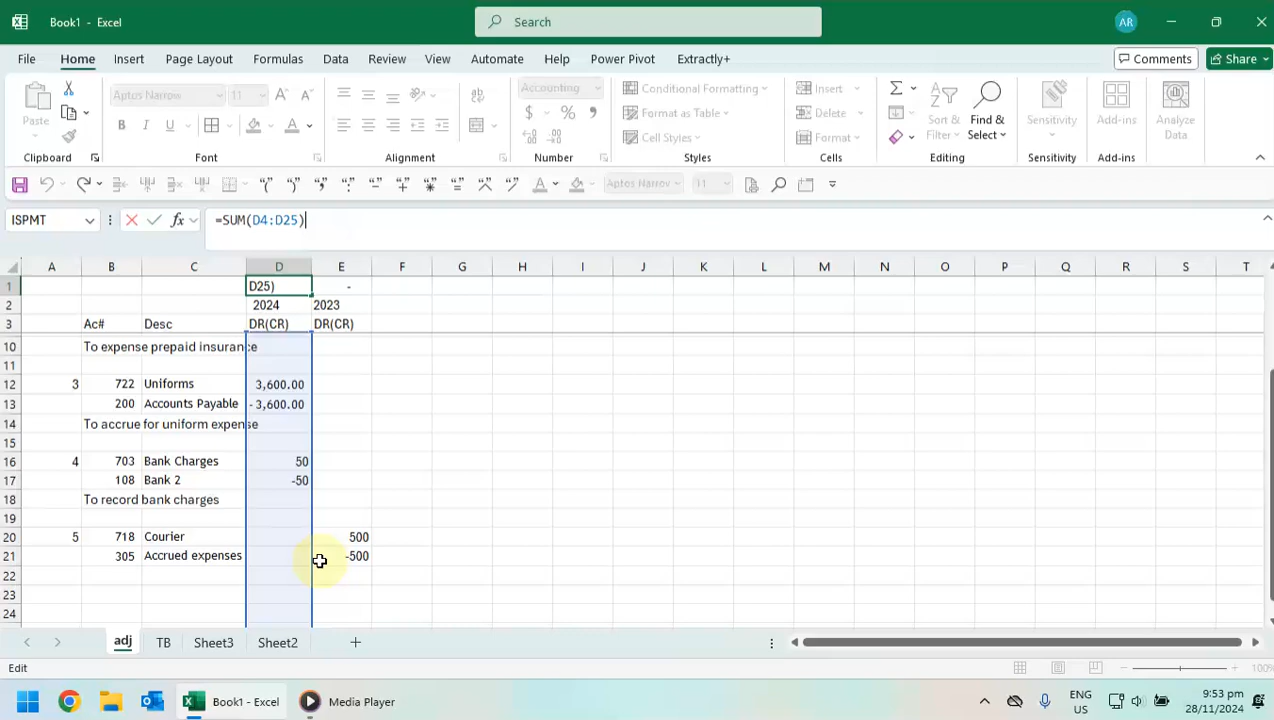 Book1 - Excel
Search
AR
File Home Insert Page Layout Formulas Data Review View Automate Help Power Pivot Extractly+
Comments Share
Paste
Aptos Narrow 11
Accounting
Conditional Formatting
Format as Table
Cell Styles
Insert
Delete
Format
Sort & Filter
Find & Select
Sensitivity
Add-ins
Analyze Data
Clipboard Font Alignment Number Styles Cells Editing Sensitivity Add-ins
Aptos Narrow 11
ISPMT fx =SUM(D4:D25)
A B C D E F G H I J K L M N O P Q R S T
1 D25) -
2 2024 2023
3 Ac# Desc DR(CR) DR(CR)
10 To expense prepaid insurance
11
12 3 722 Uniforms 3,600.00
13 200 Accounts Payable - 3,600.00
14 To accrue for uniform expense
15
16 4 703 Bank Charges 50
17 108 Bank 2 -50
18 To record bank charges
19
20 5 718 Courier 500
21 305 Accrued expenses -500
22
23
24
adj TB Sheet3 Sheet2
Edit 100%
Book1 - Excel Media Player
ENG
US
9:53 pm
28/11/2024